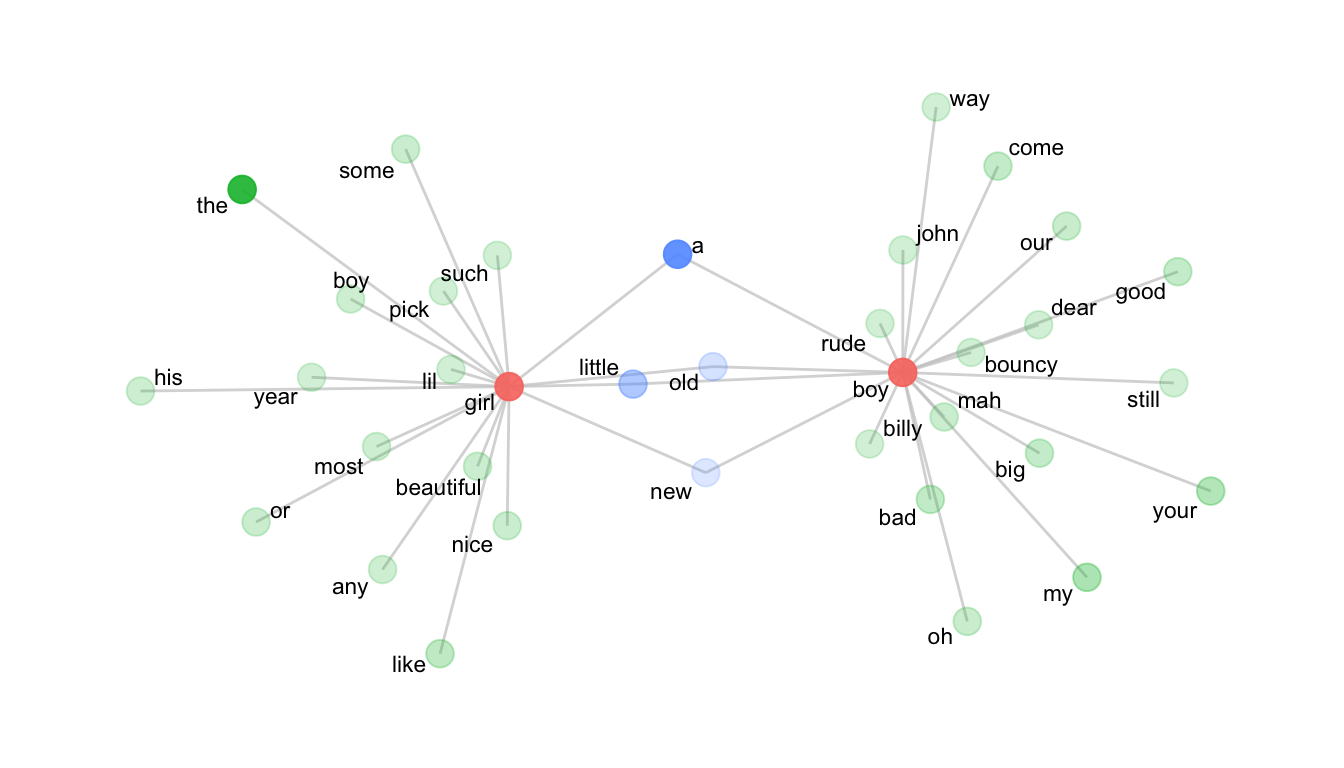 way
come
some
the
john
our
a
such
boy
good
pick
dear
rude
little
bouncy
his
lil
old
year
girl
boy
mah
still
billy
most
big
beautiful
new
or
your
bad
nice
any
my
oh
like